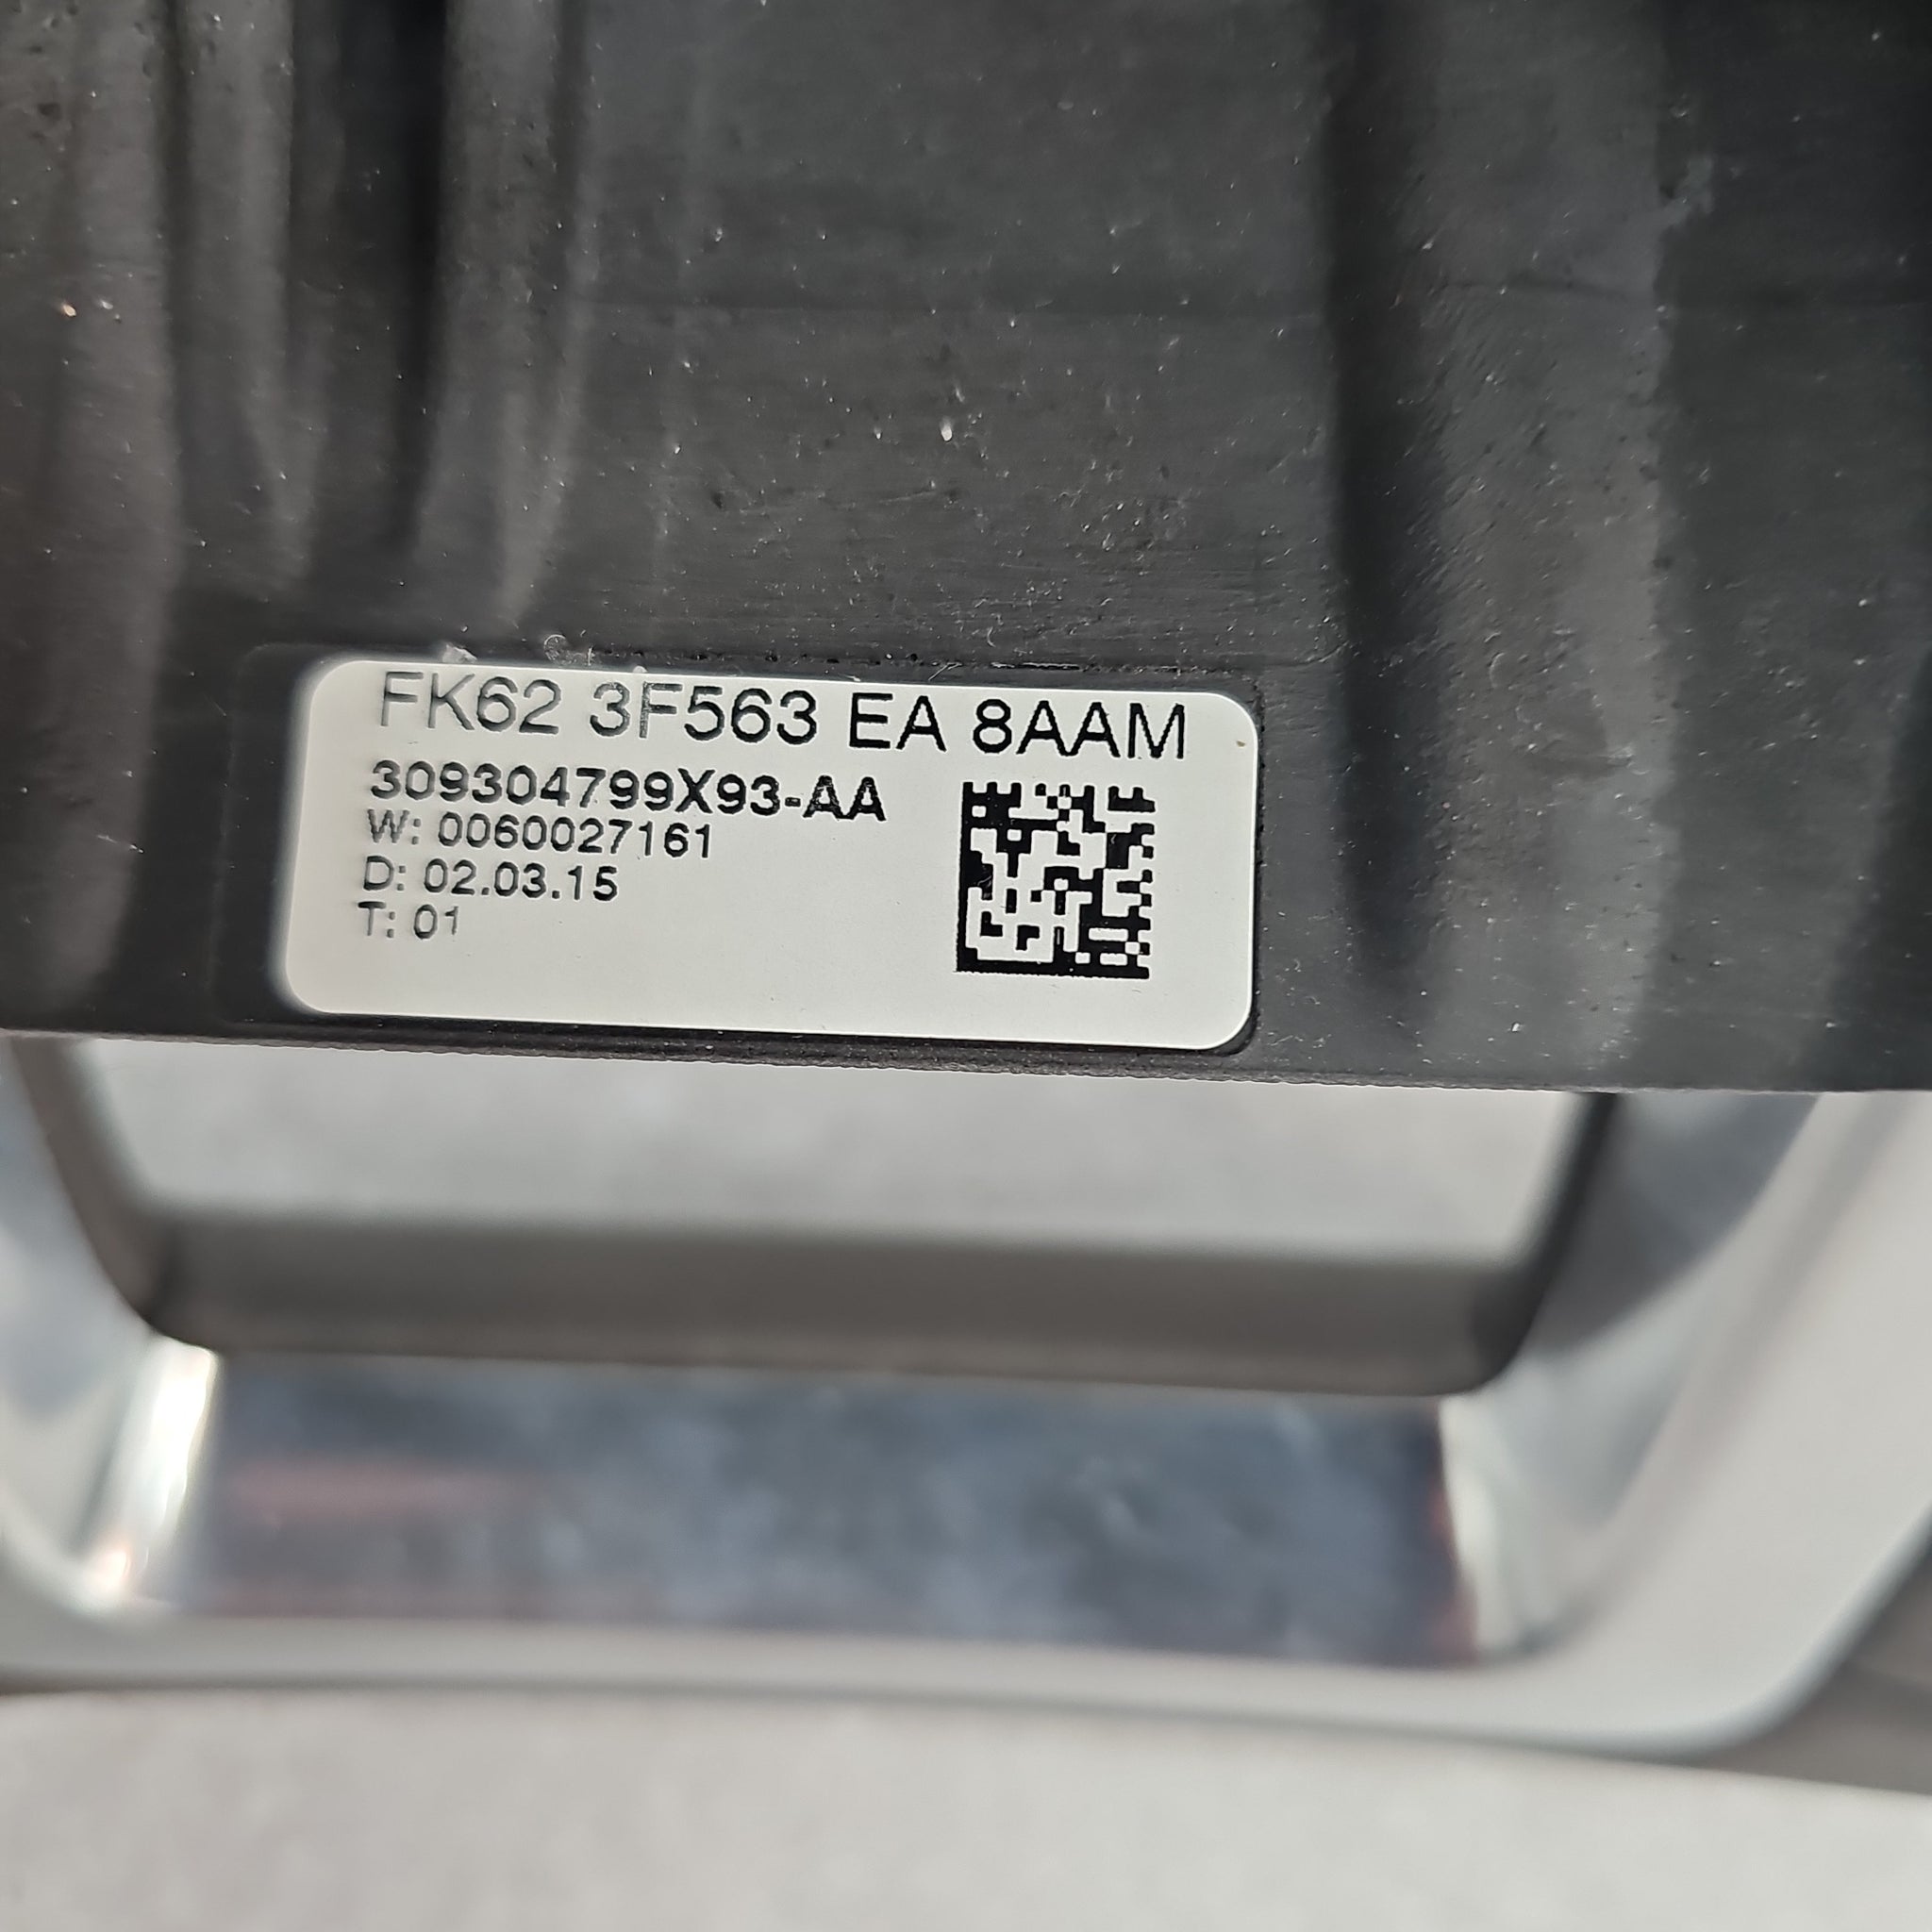 FK62 3F563 EA 8AAM
309304799X93-AA
W: 0060027161
D: 02.03.15
T: 01